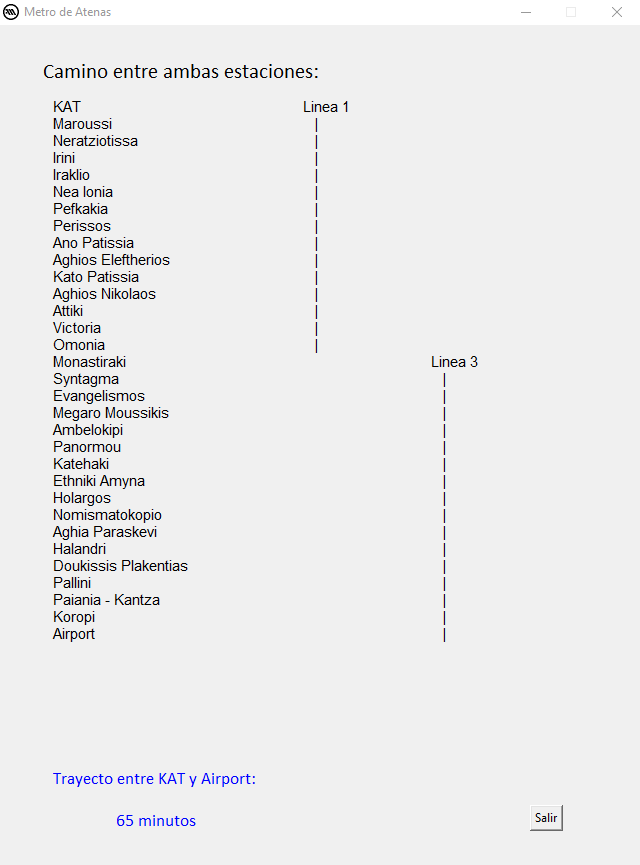 Metro de Atenas
Camino entre ambas estaciones:
KAT Linea 1
Maroussi |
Neratziotissa |
Irini |
Iraklio |
Nea Ionia |
Pefkakia |
Perissos |
Ano Patissia |
Aghios Eleftherios |
Kato Patissia |
Aghios Nikolaos |
Attiki |
Victoria |
Omonia |
Monastiraki Linea 3
Syntagma |
Evangelismos |
Megaro Moussikis |
Ambelokipi |
Panormou |
Katehaki |
Ethniki Amyna |
Holargos |
Nomismatokopio |
Aghia Paraskevi |
Halandri |
Doukissis Plakentias |
Pallini |
Paiania - Kantza |
Koropi |
Airport |
Trayecto entre KAT y Airport:
65 minutos
Salir